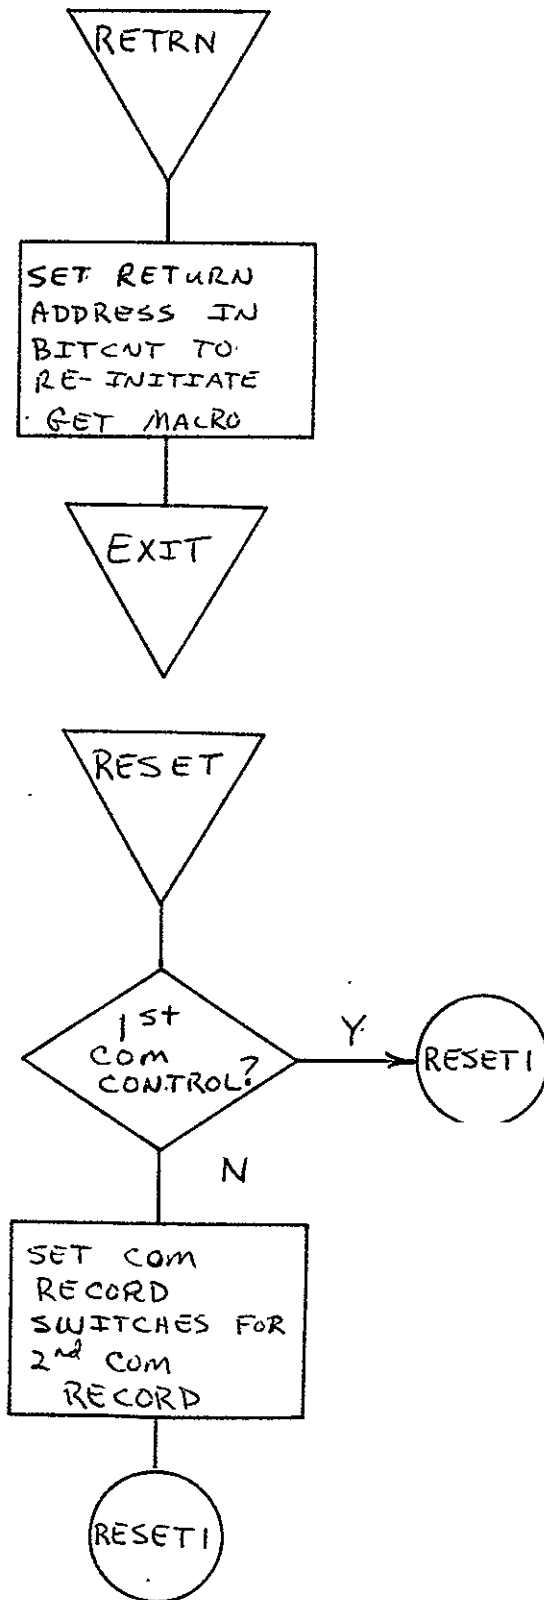 RETRN
SET RETURN
ADDRESS IN
BITCNT TO
RE-INITIATE
GET MACRO
EXIT
RESET
1st
COM
CONTROL?
Y
RESET1
N
SET COM
RECORD
SWITCHES FOR
2nd COM
RECORD
RESET1